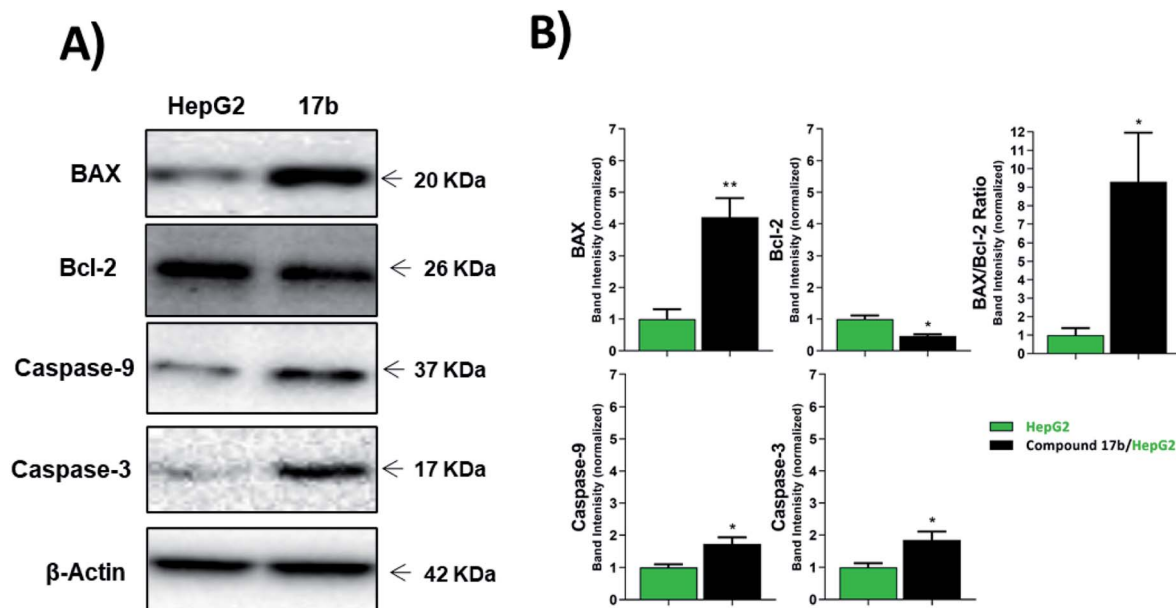 A)
HepG2 17b
BAX
20 KDa
Bcl-2
26 KDa
Caspase-9
37 KDa
Caspase-3
17 KDa
β-Actin
42 KDa
B)
BAX
Band Intenisity (normalized)
7
6
5
4
3
2
1
0
**
Bcl-2
Band Intenisity (normalized)
7
6
5
4
3
2
1
0
*
BAX/Bcl-2 Ratio
Band Intenisity (normalized)
12
11
10
9
8
7
6
5
4
3
2
1
0
*
Caspase-9
Band Intenisity (normalized)
7
6
5
4
3
2
1
0
*
Caspase-3
Band Intenisity (normalized)
7
6
5
4
3
2
1
0
*
HepG2
Compound 17b/HepG2